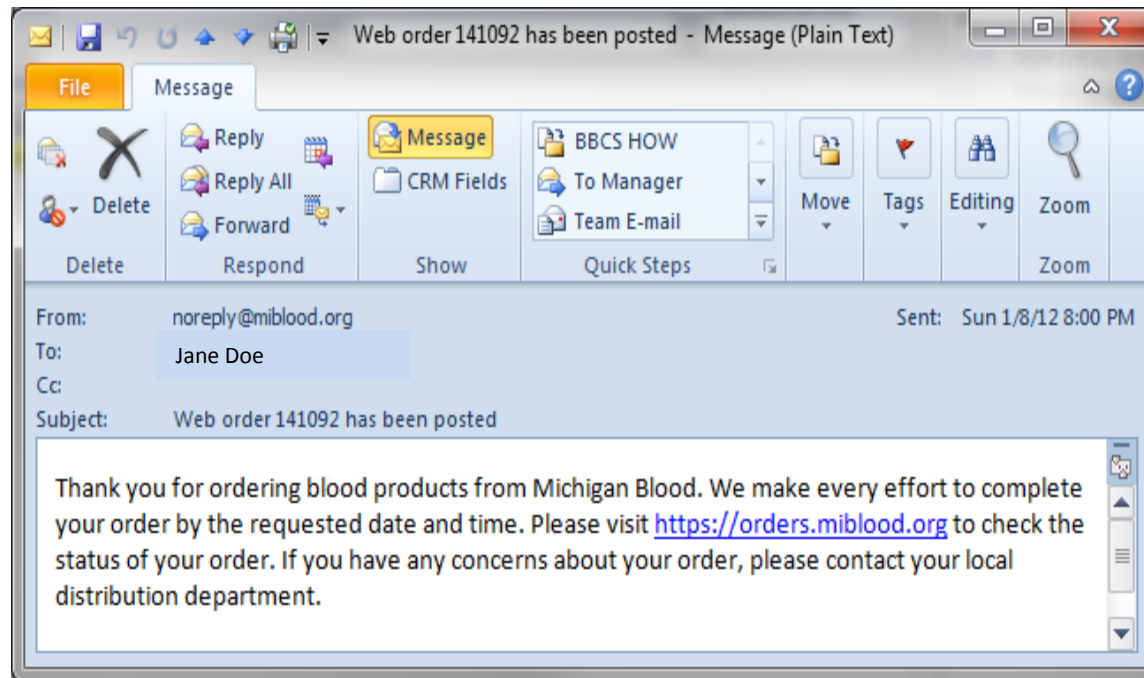 Web order 141092 has been posted - Message (Plain Text)
File Message
Reply Message BBCS HOW
Reply All CRM Fields To Manager Move Tags Editing Zoom
Delete Forward Team E-mail
Delete Respond Show Quick Steps Zoom
From: noreply@miblood.org Sent: Sun 1/8/12 8:00 PM
To: Jane Doe
Cc:
Subject: Web order 141092 has been posted
Thank you for ordering blood products from Michigan Blood. We make every effort to complete
your order by the requested date and time. Please visit https://orders.miblood.org to check the
status of your order. If you have any concerns about your order, please contact your local
distribution department.